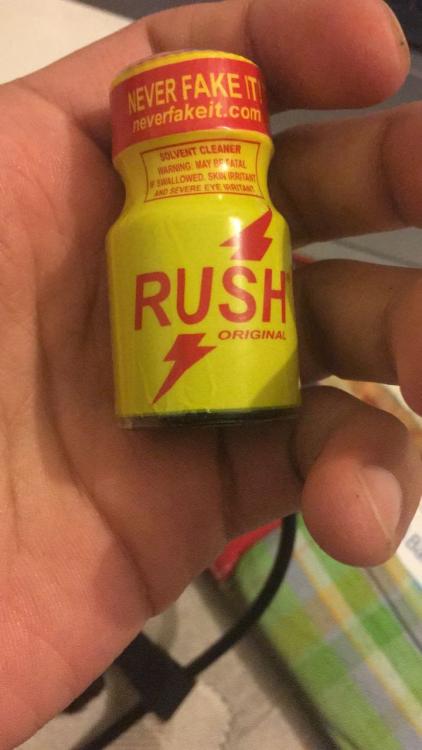 NEVER FAKE IT!
neverfakeit.com
SOLVENT CLEANER
WARNING. MAY BE FATAL
IF SWALLOWED. SKIN IRRITANT
AND SEVERE EYE IRRITANT.
RUSH
ORIGINAL